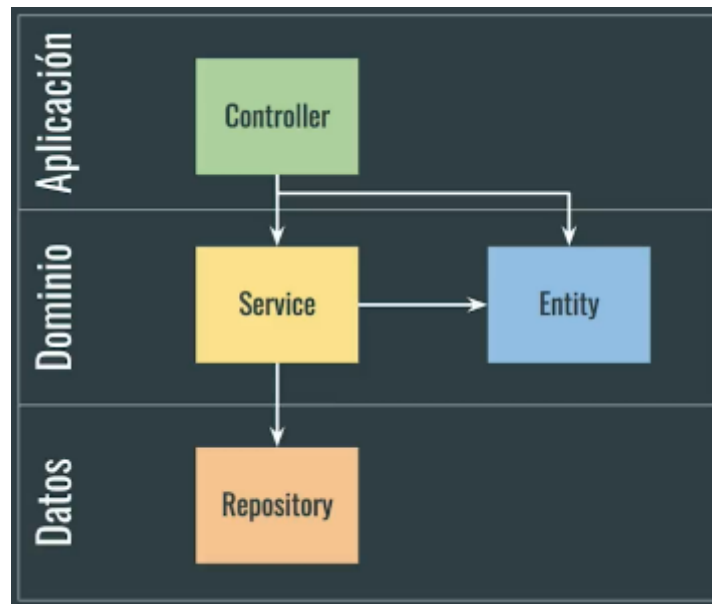 Aplicación
Controller
Dominio
Service
Entity
Datos
Repository